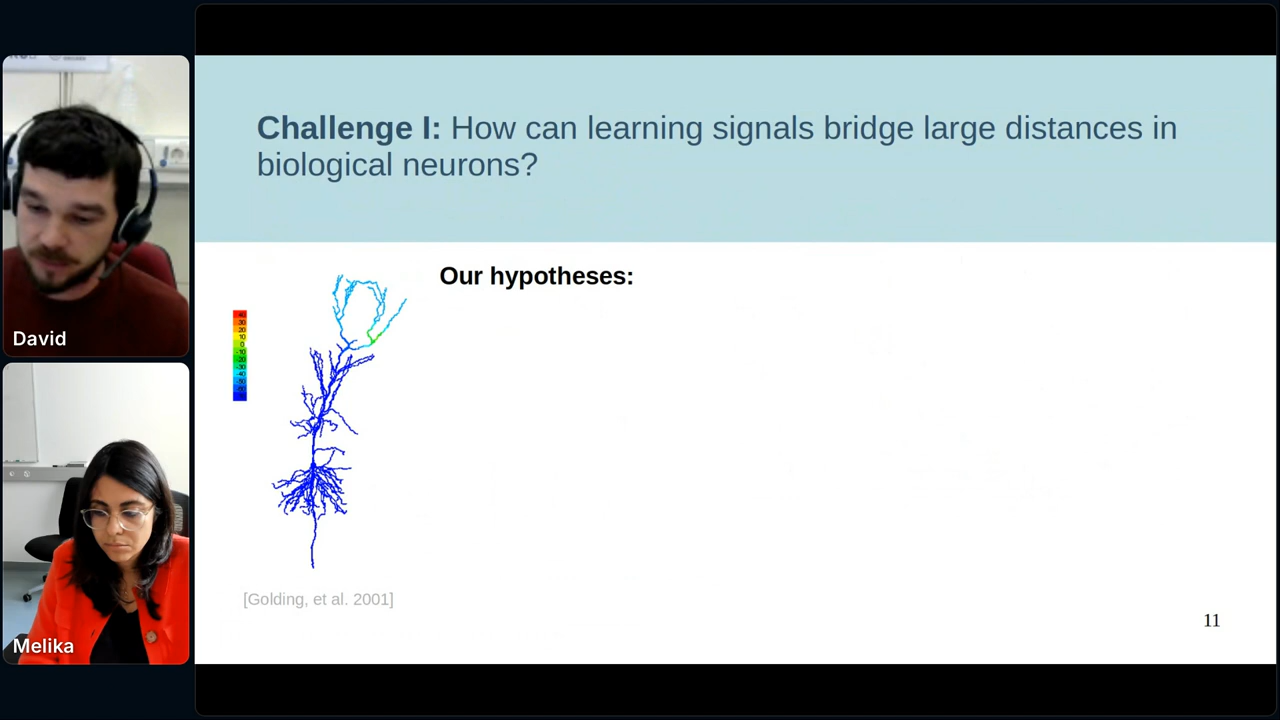 Challenge I: How can learning signals bridge large distances in
biological neurons?
Our hypotheses:
[Golding, et al. 2001]
11
David
Melika